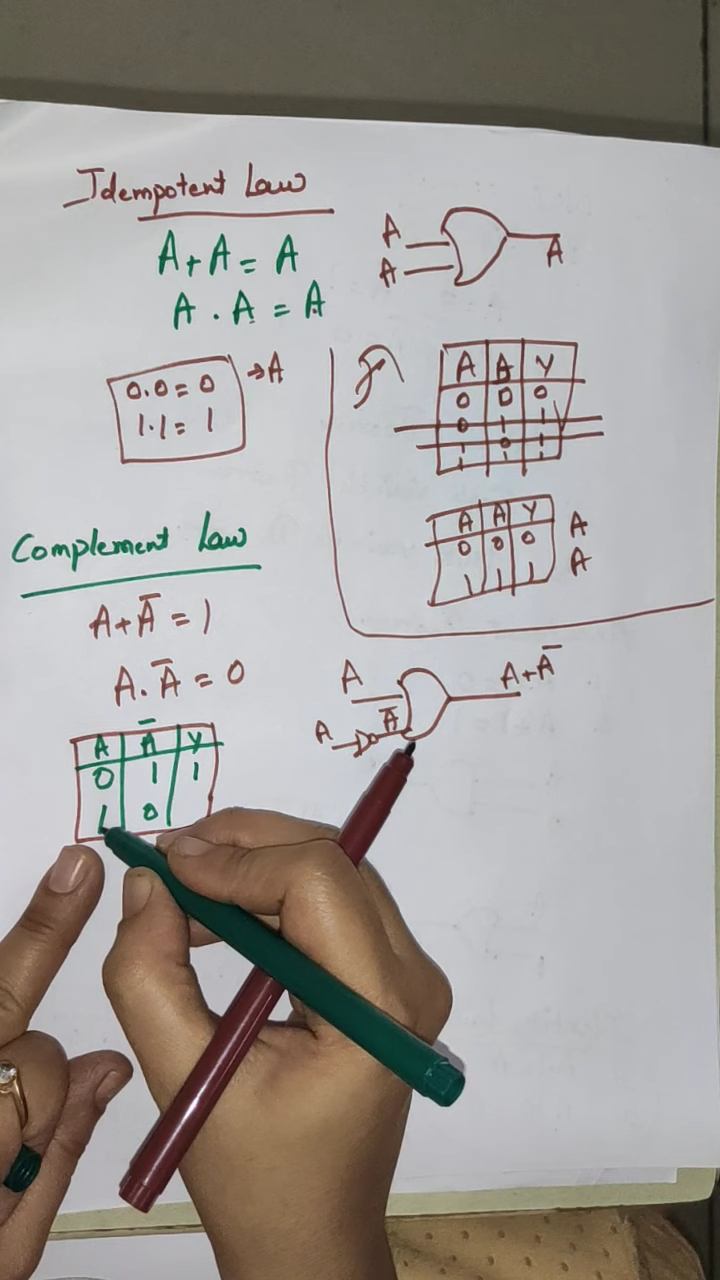 Idempotent Law
A+A = A
A . A = A
0.0 = 0
1.1 = 1
→A
A
A
A
A A Y
0 0 0
0 1 1
1 0 1
1 1 1
A A Y
0 0 0 A
1 1 1 A
Complement Law
A+A̅ = 1
A.A̅ = 0
A A̅ Y
0 1 1
1 0
A
A A̅
A+A̅